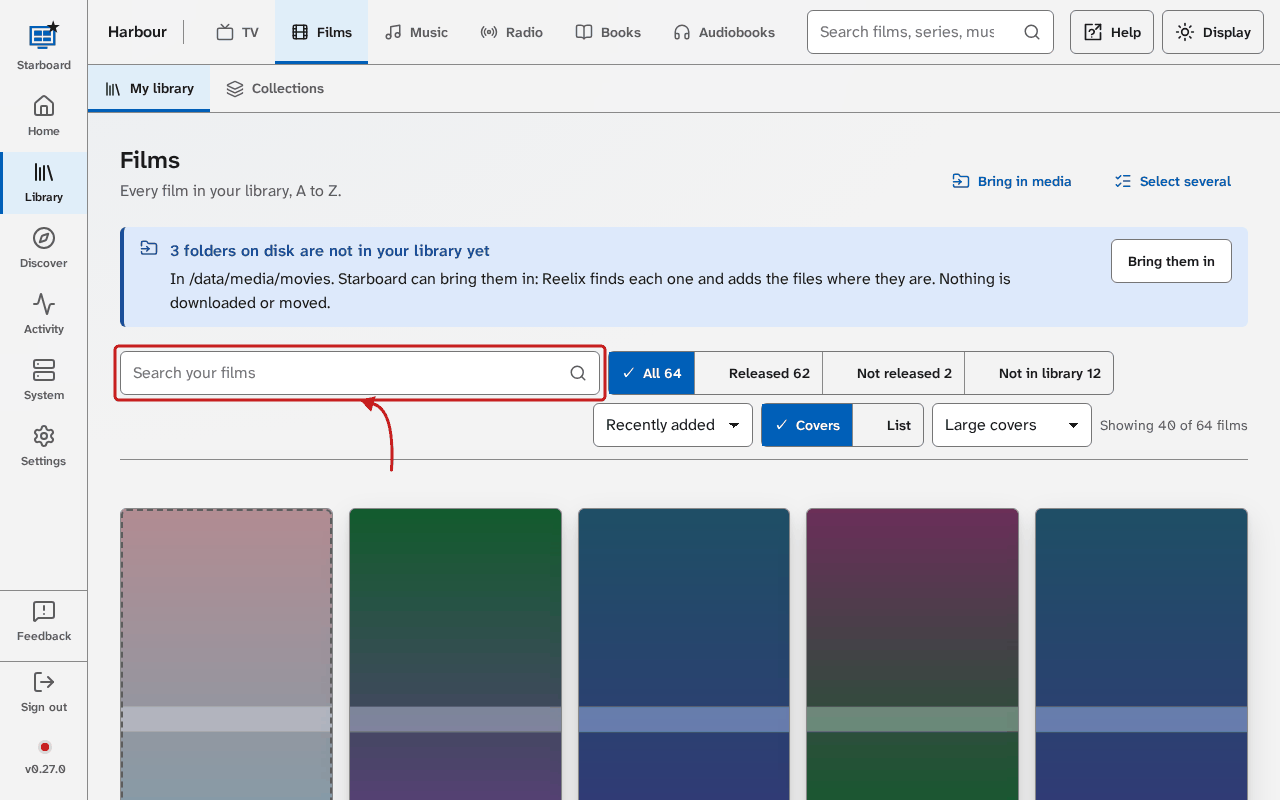 Starboard
Home
Library
Discover
Activity
System
Settings
Feedback
Sign out
v0.27.0
Harbour
TV
Films
Music
Radio
Books
Audiobooks
Search films, series, mus
Help
Display
My library
Collections
Films
Every film in your library, A to Z.
Bring in media
Select several
3 folders on disk are not in your library yet
In /data/media/movies. Starboard can bring them in: Reelix finds each one and adds the files where they are. Nothing is
downloaded or moved.
Bring them in
Search your films
✓ All 64
Released 62
Not released 2
Not in library 12
Recently added
✓ Covers
List
Large covers
Showing 40 of 64 films